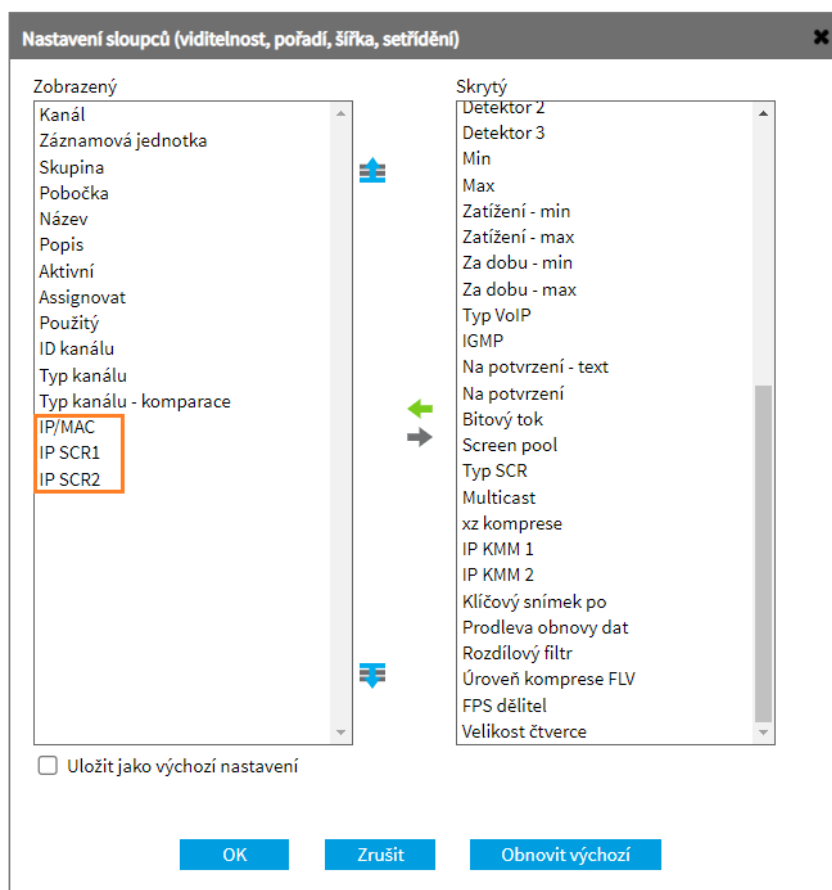 Nastavení sloupců (viditelnost, pořadí, šířka, setřídění)
Zobrazený
Kanál
Záznamová jednotka
Skupina
Pobočka
Název
Popis
Aktivní
Assignovat
Použitý
ID kanálu
Typ kanálu
Typ kanálu - komparace
IP/MAC
IP SCR1
IP SCR2
Skrytý
Detektor 2
Detektor 3
Min
Max
Zatížení - min
Zatížení - max
Za dobu - min
Za dobu - max
Typ VoIP
IGMP
Na potvrzení - text
Na potvrzení
Bitový tok
Screen pool
Typ SCR
Multicast
xz komprese
IP KMM 1
IP KMM 2
Klíčový snímek po
Prodleva obnovy dat
Rozdílový filtr
Úroveň komprese FLV
FPS dělitel
Velikost čtverce
Uložit jako výchozí nastavení
OK
Zrušit
Obnovit výchozí